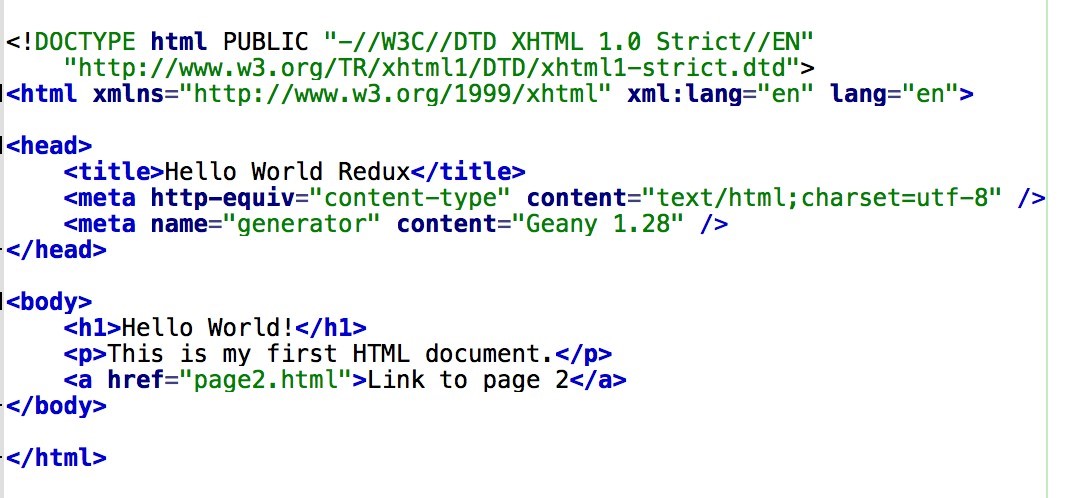 <!DOCTYPE html PUBLIC "-//W3C//DTD XHTML 1.0 Strict//EN"
    "http://www.w3.org/TR/xhtml1/DTD/xhtml1-strict.dtd">
<html xmlns="http://www.w3.org/1999/xhtml" xml:lang="en" lang="en">
<head>
    <title>Hello World Redux</title>
    <meta http-equiv="content-type" content="text/html;charset=utf-8" />
    <meta name="generator" content="Geany 1.28" />
</head>
<body>
    <h1>Hello World!</h1>
    <p>This is my first HTML document.</p>
    <a href="page2.html">Link to page 2</a>
</body>
</html>